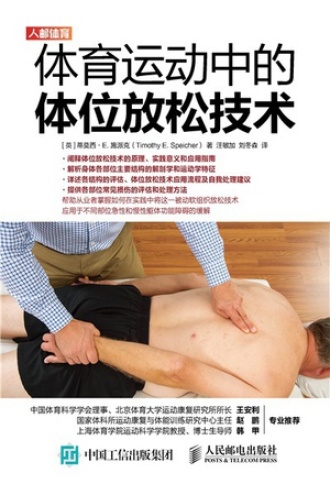 人邮体育
体育运动中的
体位放松技术
[美] 蒂莫西·E. 施派克（Timothy E. Speicher）著 汪敏加 刘冬森 译
• 阐释体位放松技术的原理、实践意义和应用指南
• 解析身体各部位主要结构的解剖学和运动学特征
• 详述各结构的评估、体位放松技术应用流程及自我处理建议
• 提供各部位常见损伤的评估和处理方法
帮助从业者掌握如何在实践中将这一被动软组织放松技术
应用于不同部位急性和慢性躯体功能障碍的缓解
中国体育科学学会理事、北京体育大学运动康复研究所所长 王安利
国家体科所运动康复与体能训练研究中心主任 赵 鹏 专业推荐
上海体育学院运动科学学院教授、博士生导师 韩 甲
中国工信出版集团 人民邮电出版社
POSTS & TELECOM PRESS